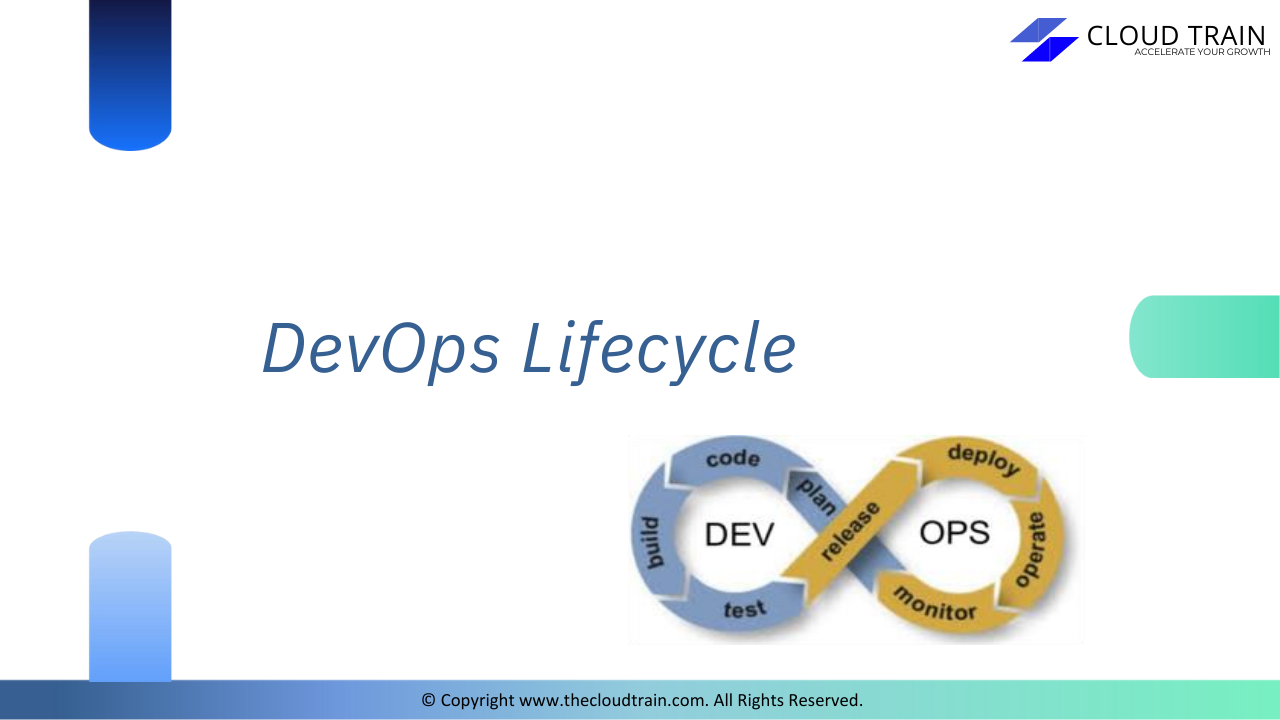 CLOUD TRAIN
ACCELERATE YOUR GROWTH
DevOps Lifecycle
code
plan
build
DEV
test
release
deploy
OPS
operate
monitor
© Copyright www.thecloudtrain.com. All Rights Reserved.